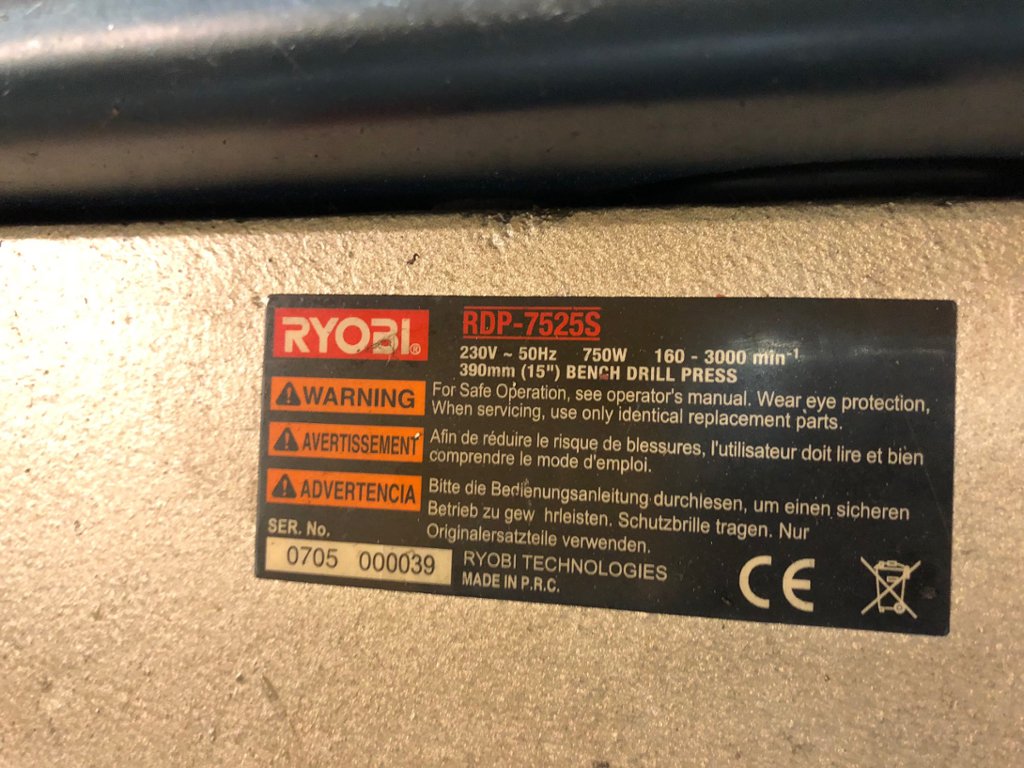 RYOBI®
RDP-7525S
230V ~ 50Hz 750W 160 - 3000 min⁻¹
390mm (15") BENCH DRILL PRESS
WARNING
For Safe Operation, see operator's manual. Wear eye protection,
When servicing, use only identical replacement parts.
AVERTISSEMENT
Afin de réduire le risque de blessures, l'utilisateur doit lire et bien
comprendre le mode d'emploi.
ADVERTENCIA
Bitte die Bedienungsanleitung durchlesen, um einen sicheren
Betrieb zu gew hrleisten. Schutzbrille tragen. Nur
Originalersatzteile verwenden.
SER. No.
0705 000039
RYOBI TECHNOLOGIES
MADE IN P.R.C.
CE